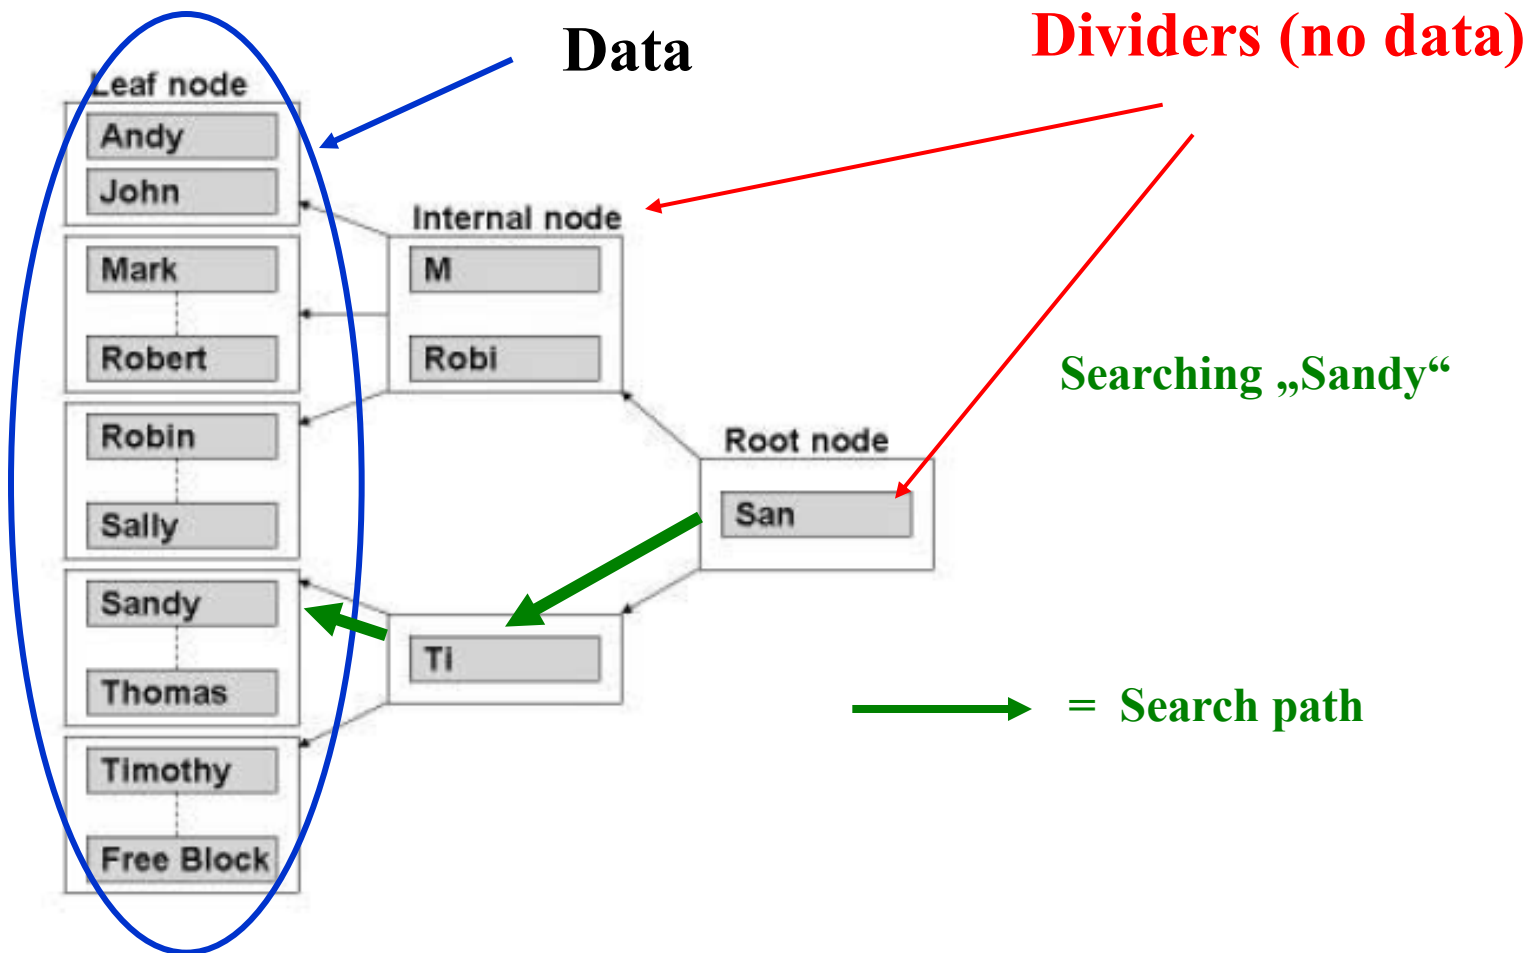 Data
Dividers (no data)
Leaf node
Andy
John
Internal node
Mark
M
Robert
Robi
Searching „Sandy“
Robin
Root node
Sally
San
Sandy
Ti
Thomas
= Search path
Timothy
Free Block